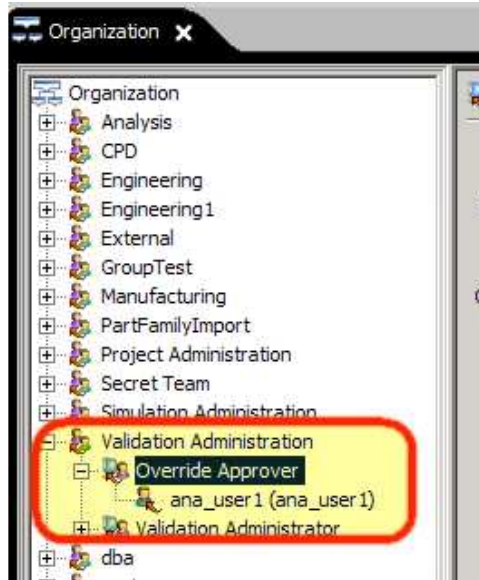 Organization
Organization
Analysis
CPD
Engineering
Engineering1
External
GroupTest
Manufacturing
PartFamilyImport
Project Administration
Secret Team
Simulation Administration
Validation Administration
Override Approver
ana_user1 (ana_user1)
Validation Administrator
dba